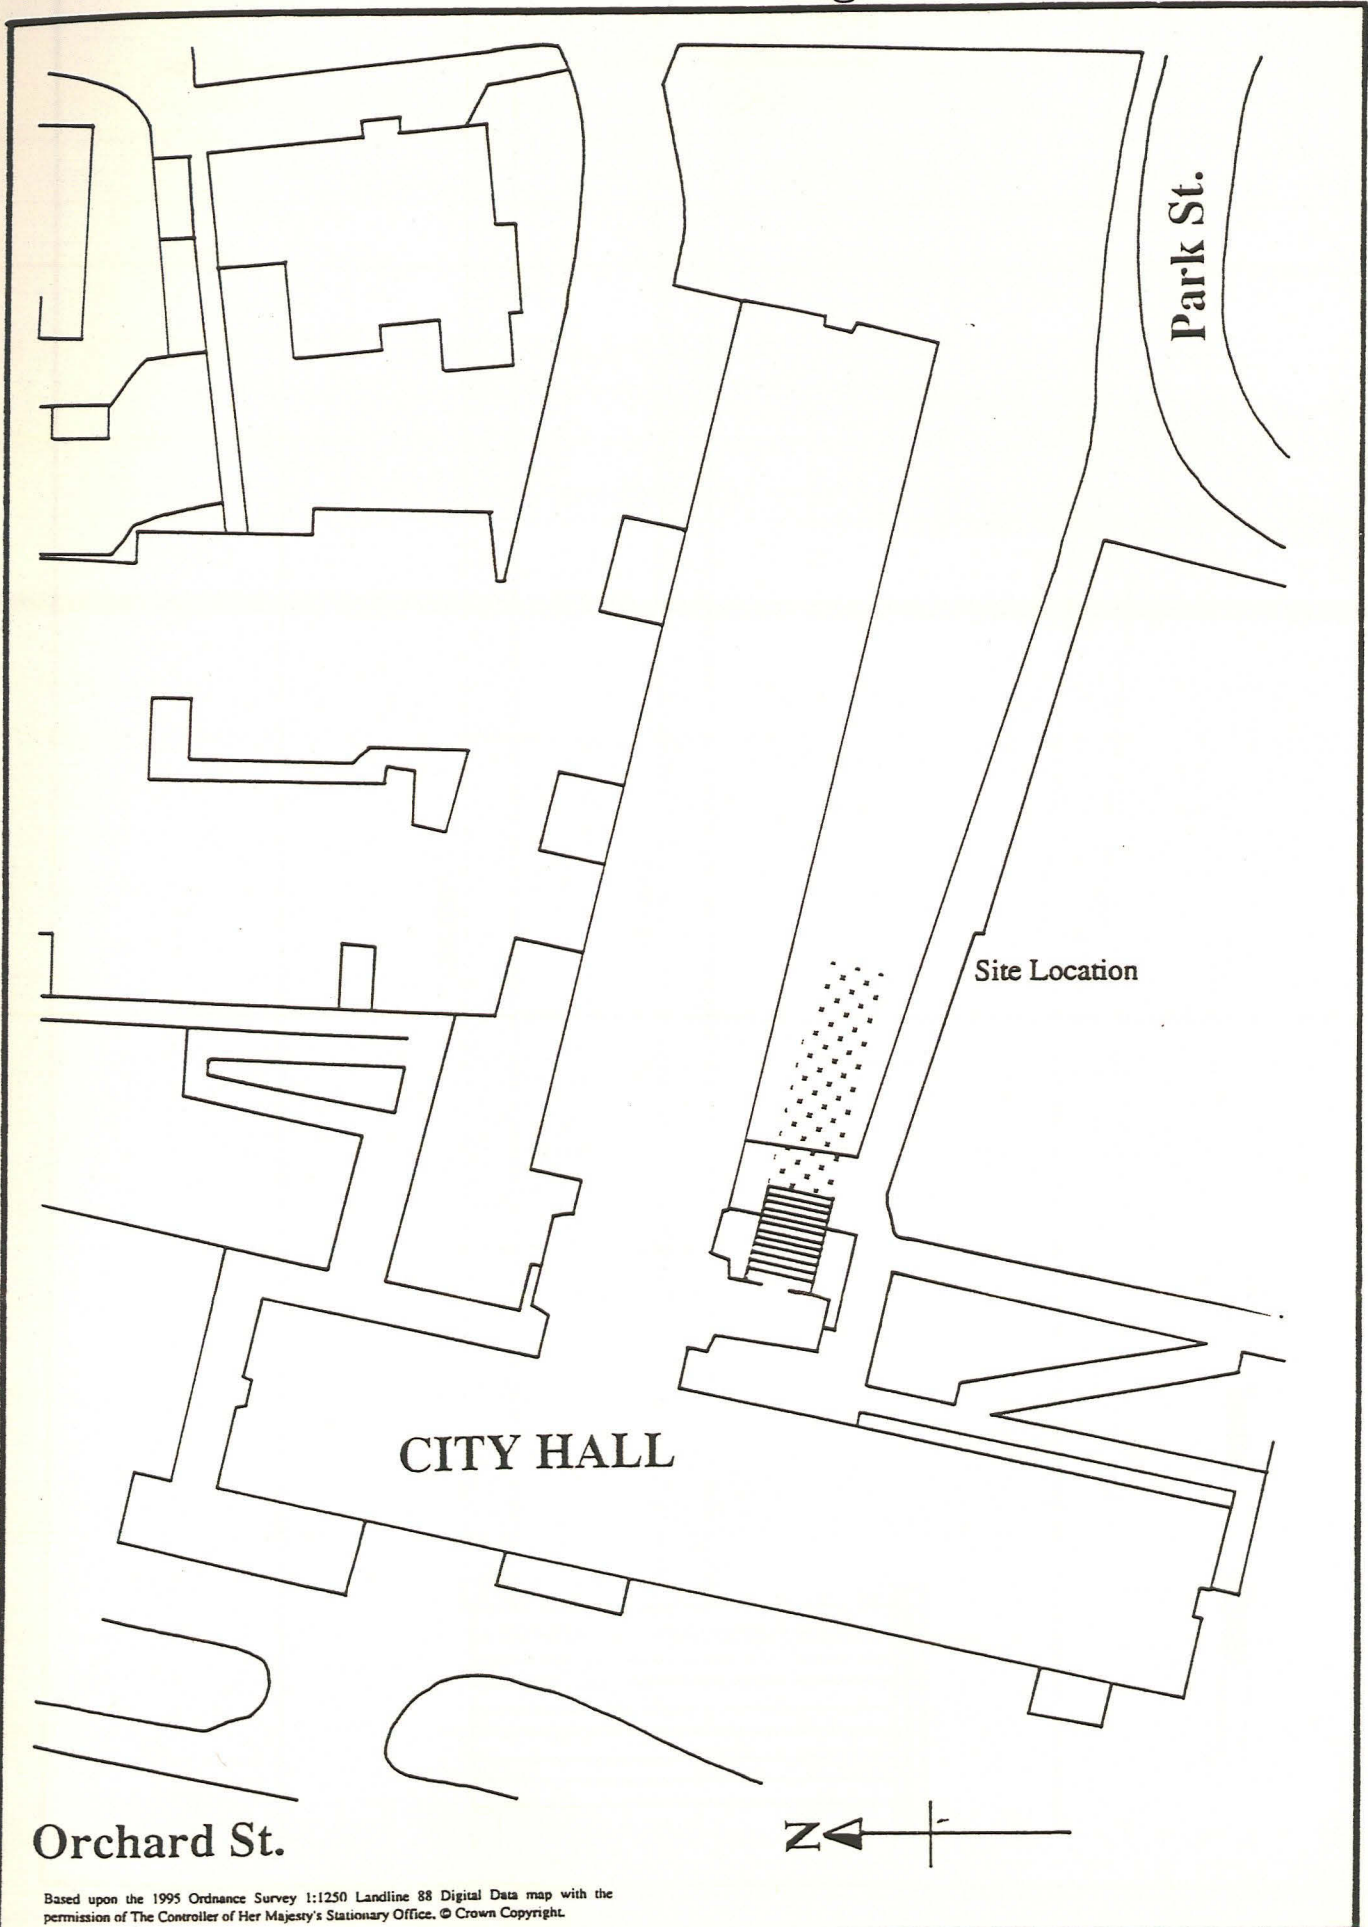 Park St.
Site Location
CITY HALL
N
Orchard St.
Based upon the 1995 Ordnance Survey 1:1250 Landline 88 Digital Data map with the
permission of The Controller of Her Majesty's Stationary Office. © Crown Copyright.